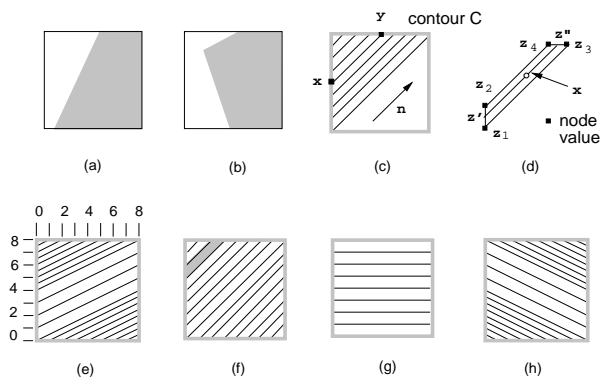 y contour C
x
n
(a)
(b)
(c)
z4 z" z3
z2
z'
z1
x
node
value
(d)
0 2 4 6 8
8
6
4
2
0
(e)
(f)
(g)
(h)